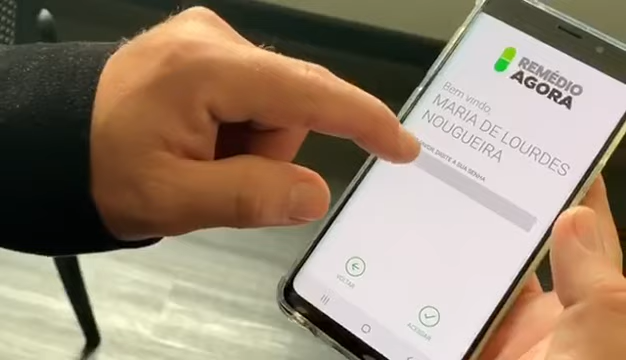 REMÉDIO
AGORA
Bem vindo,
MARIA DE LOURDES
NOUGUEIRA
DIGITE A SUA SENHA
VOLTAR
ACESSAR